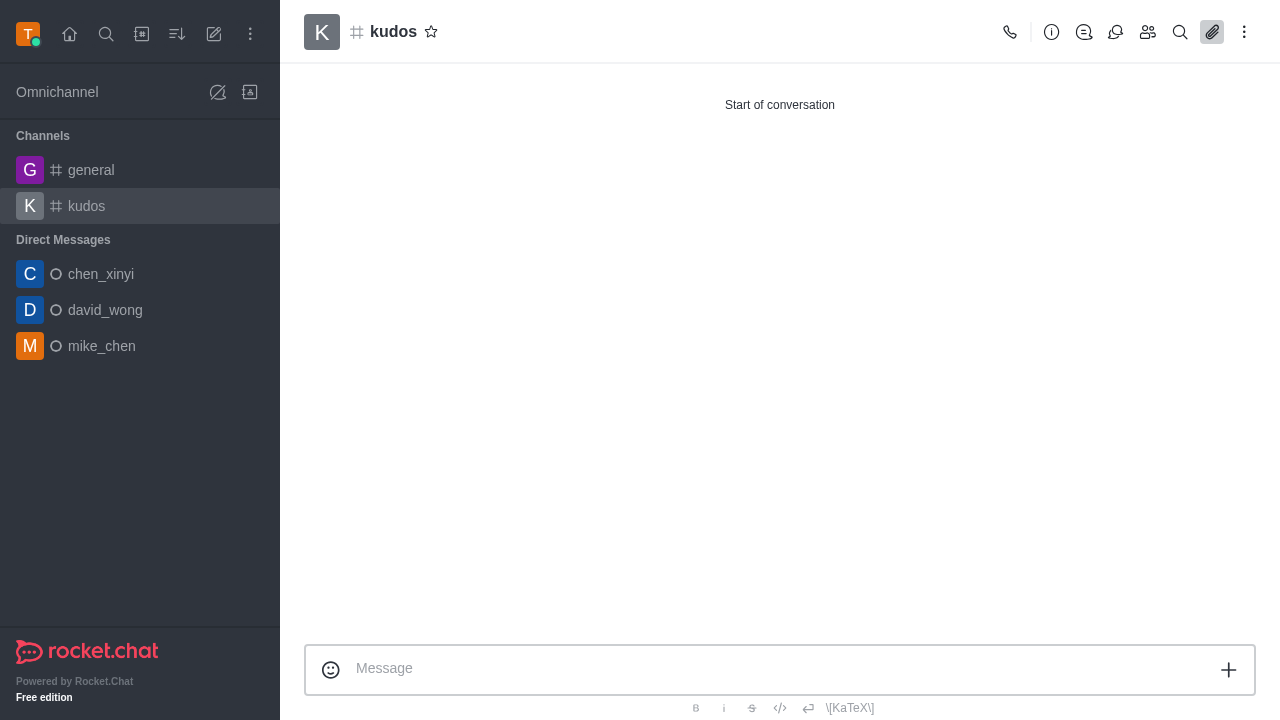 T
Omnichannel
Channels
G general
K kudos
Direct Messages
C chen_xinyi
D david_wong
M mike_chen
rocket.chat
Powered by Rocket.Chat
Free edition
K kudos
Start of conversation
Message
B i S </> \[KaTeX\]